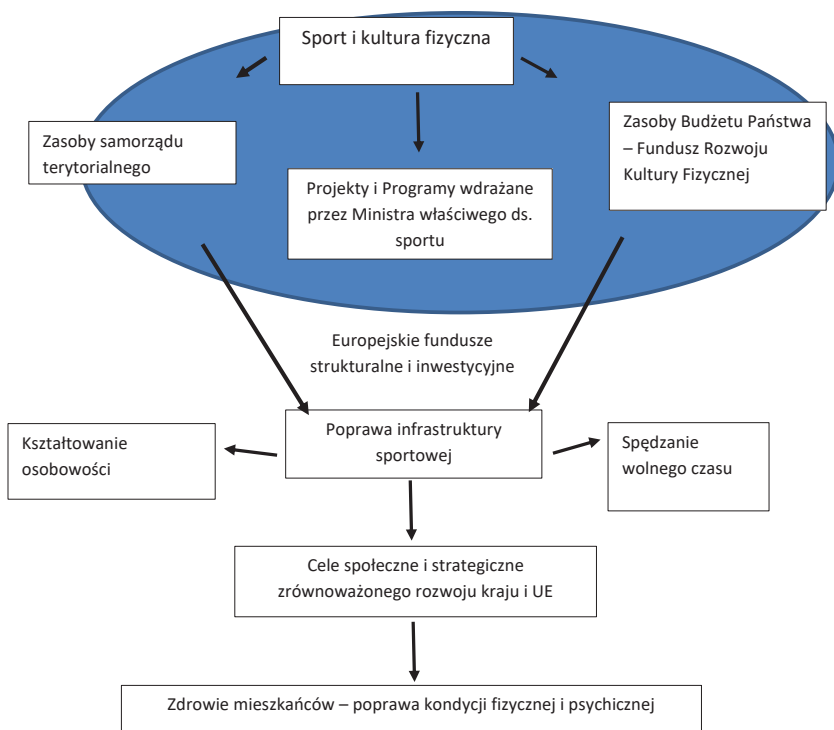 Sport i kultura fizyczna
Zasoby samorządu
terytorialnego
Projekty i Programy wdrażane
przez Ministra właściwego ds.
sportu
Zasoby Budżetu Państwa
– Fundusz Rozwoju
Kultury Fizycznej
Europejskie fundusze
strukturalne i inwestycyjne
Kształtowanie
osobowości
Poprawa infrastruktury
sportowej
Spędzanie
wolnego czasu
Cele społeczne i strategiczne
zrównoważonego rozwoju kraju i UE
Zdrowie mieszkańców – poprawa kondycji fizycznej i psychicznej